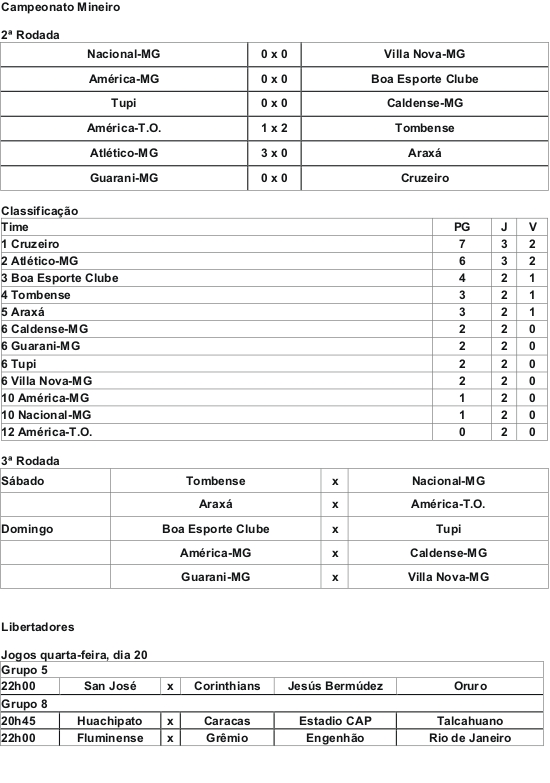 Campeonato Mineiro
2ª Rodada
Nacional-MG 0 x 0 Villa Nova-MG
América-MG 0 x 0 Boa Esporte Clube
Tupi 0 x 0 Caldense-MG
América-T.O. 1 x 2 Tombense
Atlético-MG 3 x 0 Araxá
Guarani-MG 0 x 0 Cruzeiro
Classificação
Time PG J V
1 Cruzeiro 7 3 2
2 Atlético-MG 6 3 2
3 Boa Esporte Clube 4 2 1
4 Tombense 3 2 1
5 Araxá 3 2 1
6 Caldense-MG 2 2 0
6 Guarani-MG 2 2 0
6 Tupi 2 2 0
6 Villa Nova-MG 2 2 0
10 América-MG 1 2 0
10 Nacional-MG 1 2 0
12 América-T.O. 0 2 0
3ª Rodada
Sábado Tombense x Nacional-MG
Araxá x América-T.O.
Domingo Boa Esporte Clube x Tupi
América-MG x Caldense-MG
Guarani-MG x Villa Nova-MG
Libertadores
Jogos quarta-feira, dia 20
Grupo 5
22h00 San José x Corinthians Jesús Bermúdez Oruro
Grupo 8
20h45 Huachipato x Caracas Estadio CAP Talcahuano
22h00 Fluminense x Grêmio Engenhão Rio de Janeiro